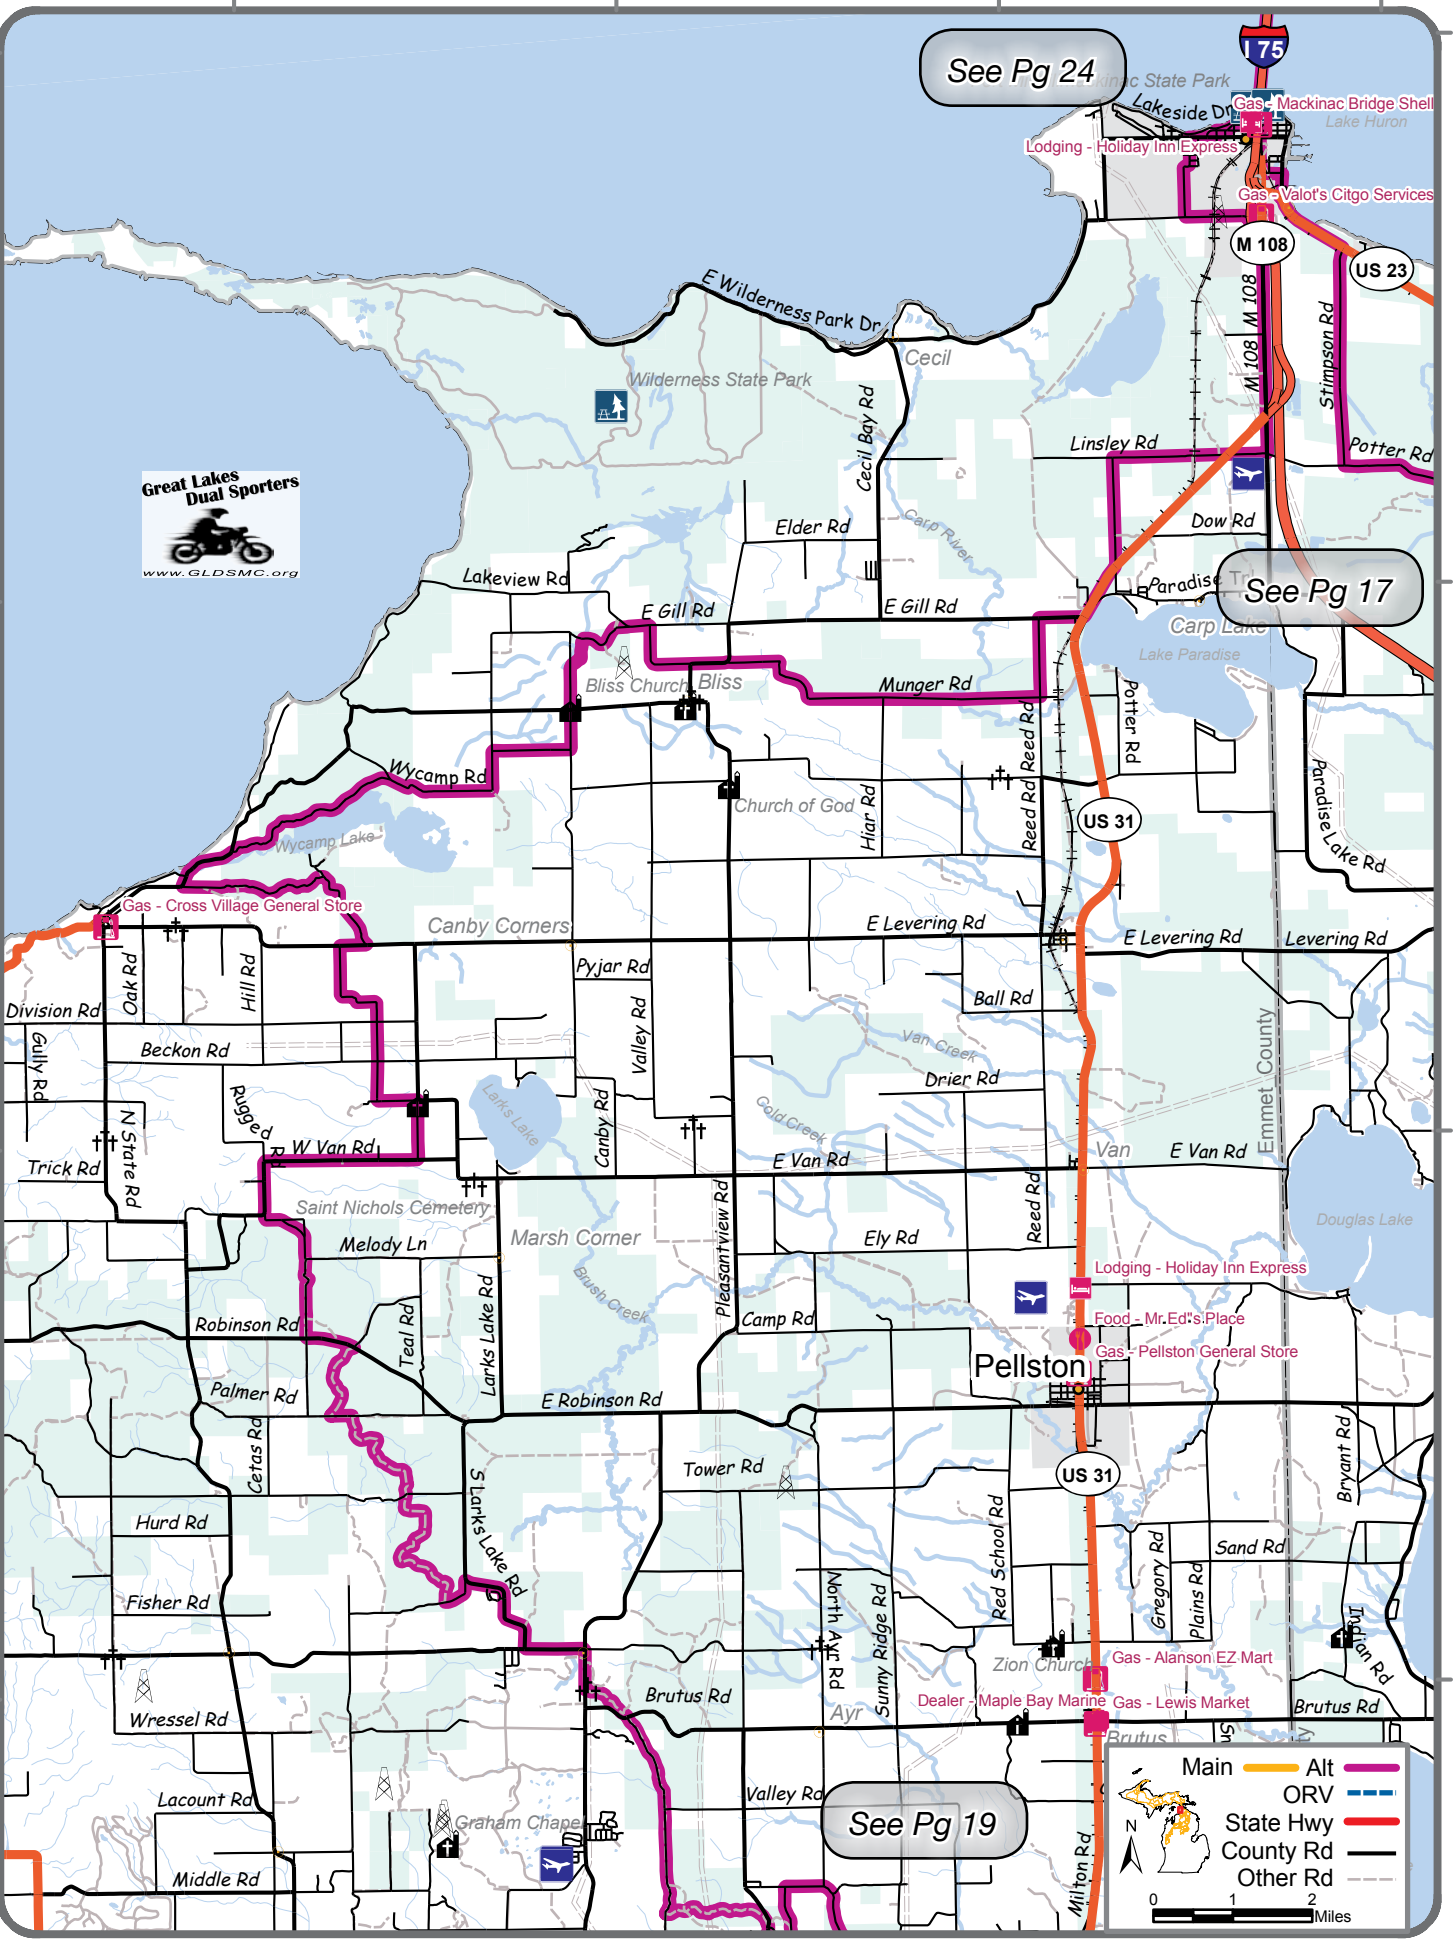 See Pg 24
I 75
Mackinac State Park
Lakeside Dr
Gas - Mackinac Bridge Shell
Lake Huron
Lodging - Holiday Inn Express
Gas - Valot's Citgo Services
M 108
US 23
E Wilderness Park Dr
M 108
M 108
Stimpson Rd
Cecil
Wilderness State Park
Cecil Bay Rd
Linsley Rd
Potter Rd
Great Lakes
Dual Sporters
www.GLDSMC.org
Carp River
Elder Rd
Dow Rd
Lakeview Rd
Paradise
See Pg 17
E Gill Rd
E Gill Rd
Carp Lake
Lake Paradise
Bliss Church
Bliss
Munger Rd
Potter Rd
Reed Rd
Wycamp Rd
Church of God
Hiar Rd
Reed Rd
US 31
Paradise Lake Rd
Wycamp Lake
Gas - Cross Village General Store
Canby Corners
E Levering Rd
E Levering Rd
Levering Rd
Oak Rd
Hill Rd
Pyjar Rd
Ball Rd
Division Rd
Valley Rd
Gully Rd
Beckon Rd
Van Creek
Drier Rd
Emmet County
Rugged Rd
Larks Lake
Canby Rd
Cold Creek
N State Rd
W Van Rd
Van
E Van Rd
E Van Rd
Trick Rd
Saint Nichols Cemetery
Pleasantview Rd
Reed Rd
Douglas Lake
Melody Ln
Marsh Corner
Ely Rd
Brush Creek
Lodging - Holiday Inn Express
Robinson Rd
Teal Rd
Larks Lake Rd
Camp Rd
Food - Mr.Ed"s Place
Gas - Pellston General Store
Pellston
Palmer Rd
E Robinson Rd
Cetas Rd
Bryant Rd
Tower Rd
US 31
S Larks Lake Rd
Hurd Rd
Red School Rd
Gregory Rd
Sand Rd
Plains Rd
Fisher Rd
North Ayr Rd
Sunny Ridge Rd
Indian Rd
Zion Church
Gas - Alanson EZ Mart
Brutus Rd
Dealer - Maple Bay Marine
Gas - Lewis Market
Brutus Rd
Wressel Rd
Ayr
Brutus
Lacount Rd
Valley Rd
See Pg 19
Graham Chapel
Middle Rd
Milton Rd
Main
Alt
ORV
State Hwy
County Rd
Other Rd
N
0 1 2
Miles